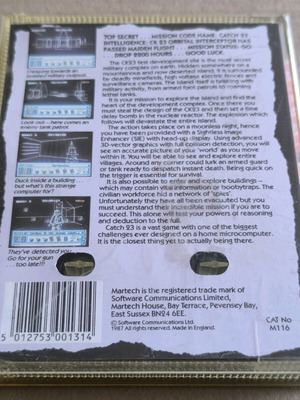 TOP SECRET MISSION CODE NAME: CATCH 23
INTELLIGENCE: CK 23 ORBITAL INTERCEPTOR HAS
PASSED MAIDEN FLIGHT MISSION STATUS: GO
DROP 2200 HOURS GOOD LUCK.
The CK23 test development site is the most secret
military complex on earth. Hidden somewhere on a
mountainous and now deserted island, it is surrounded
by deadly minefields, high voltage electric fences and
surveillance cameras. The island itself is talking with
military activity, from armed foot patrols to roaming
lethal tanks.
It is your mission to explore the island and find the
heart of the development complex. Once there you
must steal the plans of the CK23 and then set a time
delay bomb in the nuclear reactor. The explosion which
follows will devastate the entire island.
The action takes place on a moonlit night, hence
you have been provided with a Sightless Image
Enhancer (SIE) with head-up display. Using advanced
3D-vector graphics with full collision detection, you will
see an accurate picture of your 'world' as you move
within it. You will be able to see and explore entire
villages. Around any corner could lurk an armed guard
or tank ready to despatch instant death. Being quick on
the trigger is essential for survival.
It is also possible to enter and explore buildings –
which may contain vital information or boobytraps. The
civilian workforce hid a network of "spies".
Unfortunately they have all been evacuated but you
must understand their incredible mission if you are to
succeed. This alone will test your powers of reasoning
and deduction to the full.
Catch 23 is a vast game with one of the biggest
challenges ever designed on a home microcomputer.
It is the closest thing yet to actually being there.
Creeping towards an
isolated military outpost.
Look out – here comes an
enemy tank patrol
Duck inside a building
but what's this strange
computer for?
They've detected you.
Go for your gun
. . . too late!!!
Martech is the registered trade mark of
Software Communications Limited,
Martech House, Bay Terrace, Pevensey Bay,
East Sussex BN24 6EE.
© Software Communications Ltd.
1987 All rights reserved. Made in England.
CAT No
M116
5 012753 001314